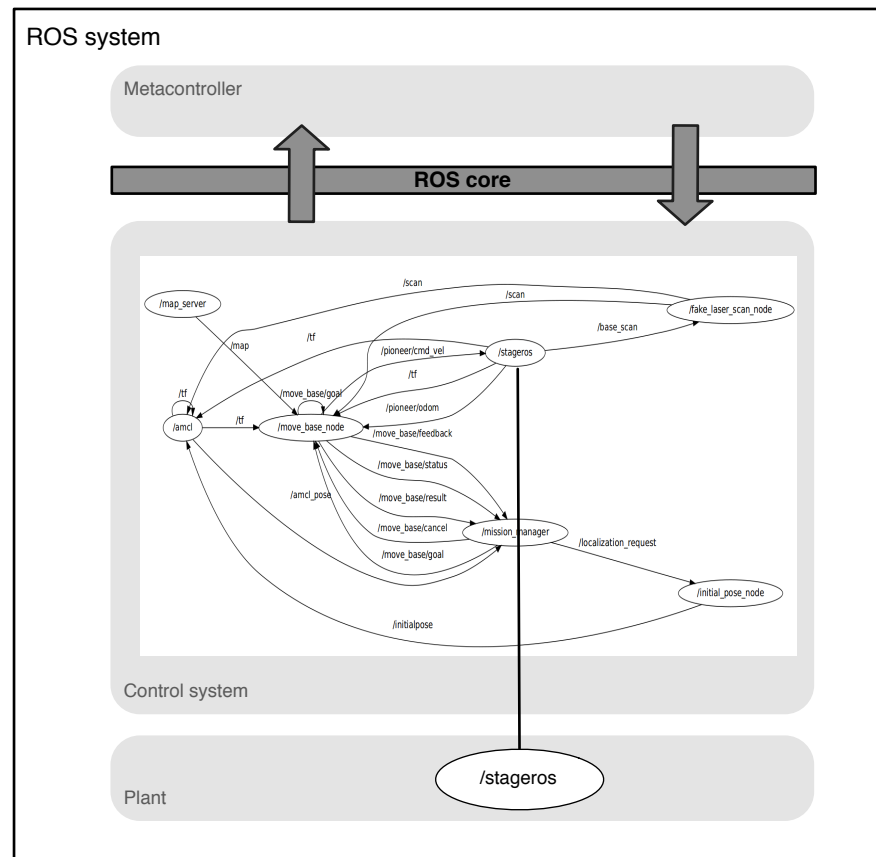 ROS system
Metacontroller
ROS core
/scan
/map_server
/scan
/fake_laser_scan_node
/base_scan
/map
/tf
/pioneer/cmd_vel
/stageros
/tf
/tf
/move_base/goal
/pioneer/odom
/amcl
/tf
/move_base_node
/move_base/feedback
/move_base/status
/amcl_pose
/move_base/result
/move_base/cancel
/mission_manager
/localization_request
/move_base/goal
/initial_pose_node
/initialpose
Control system
/stageros
Plant